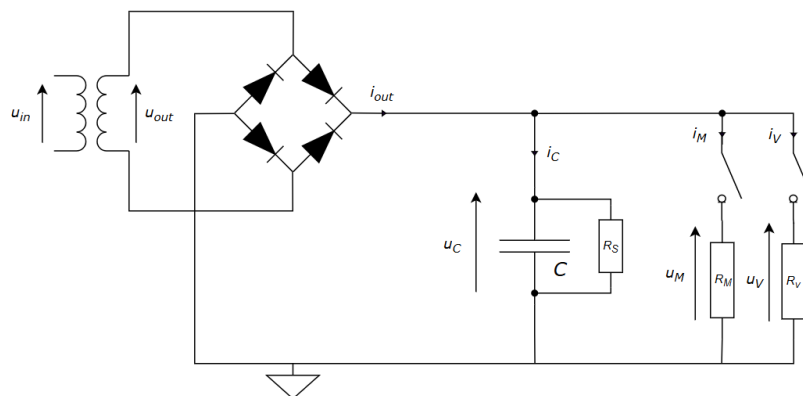 i_out
i_M
i_V
u_in
u_out
i_C
u_C
C
R_S
u_M
R_M
u_V
R_v